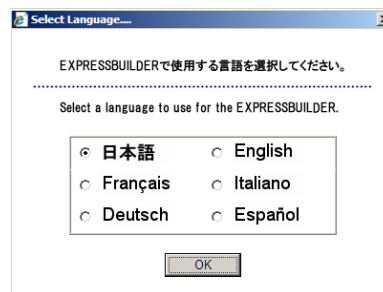 Select Language....
EXPRESSBUILDERで使用する言語を選択してください。
Select a language to use for the EXPRESSBUILDER.
日本語 English
Français Italiano
Deutsch Español
OK